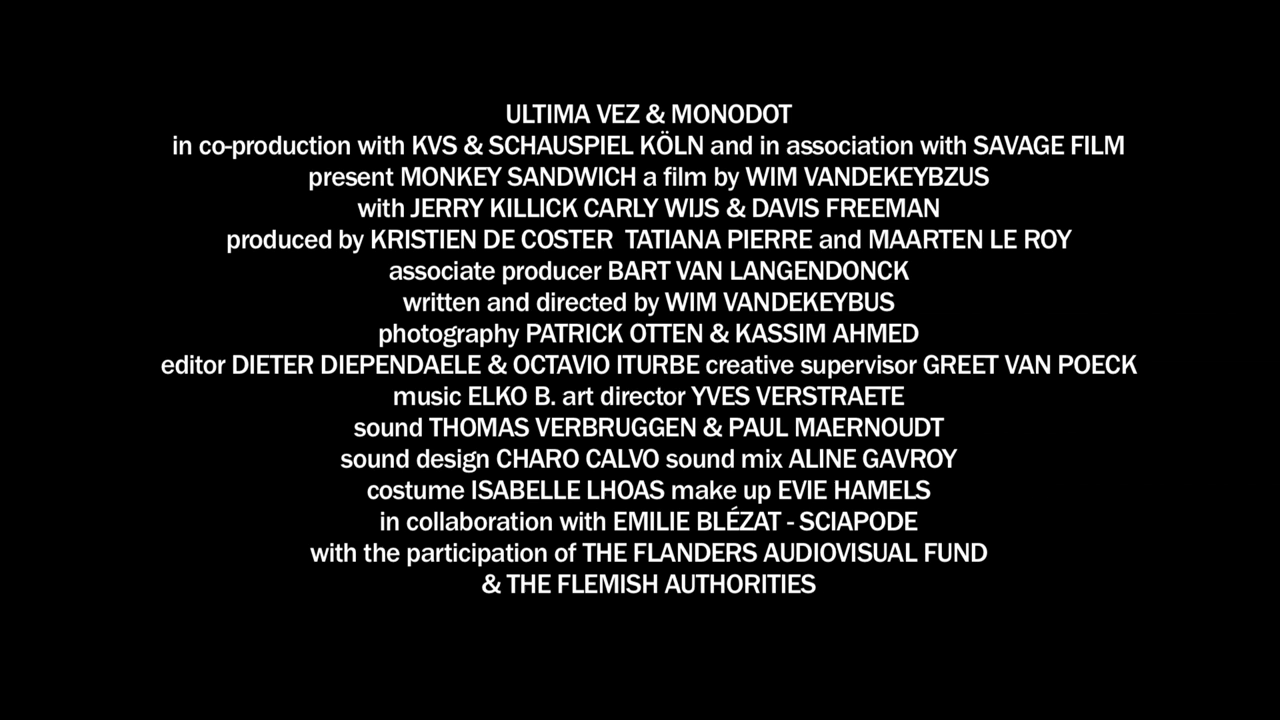 ULTIMA VEZ & MONODOT
in co-production with KVS & SCHAUSPIEL KÖLN and in association with SAVAGE FILM
present MONKEY SANDWICH a film by WIM VANDEKEYBZUS
with JERRY KILLICK CARLY WIJS & DAVIS FREEMAN
produced by KRISTIEN DE COSTER  TATIANA PIERRE and MAARTEN LE ROY
associate producer BART VAN LANGENDONCK
written and directed by WIM VANDEKEYBUS
photography PATRICK OTTEN & KASSIM AHMED
editor DIETER DIEPENDAELE & OCTAVIO ITURBE creative supervisor GREET VAN POECK
music ELKO B. art director YVES VERSTRAETE
sound THOMAS VERBRUGGEN & PAUL MAERNOUDT
sound design CHARO CALVO sound mix ALINE GAVROY
costume ISABELLE LHOAS make up EVIE HAMELS
in collaboration with EMILIE BLÉZAT - SCIAPODE
with the participation of THE FLANDERS AUDIOVISUAL FUND
& THE FLEMISH AUTHORITIES